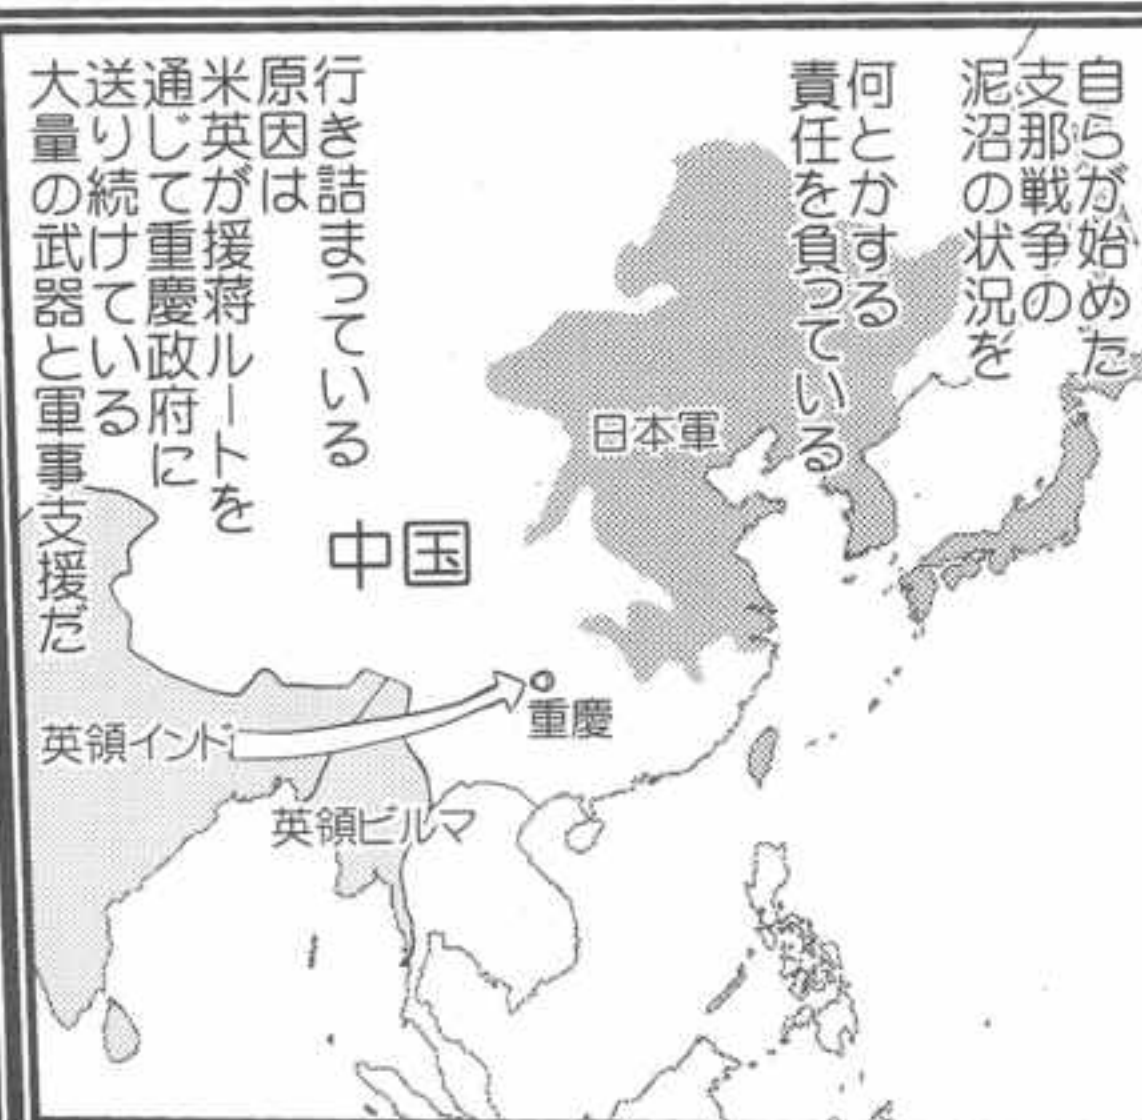 自らが始めた
支那戦争の
泥沼の状況を
何とかする
責任を負っている
行き詰まっている
原因は
米英が援蒋ルートを
通じて重慶政府に
送り続けている
大量の武器と軍事支援だ
日本軍
中国
重慶
英領インド
英領ビルマ